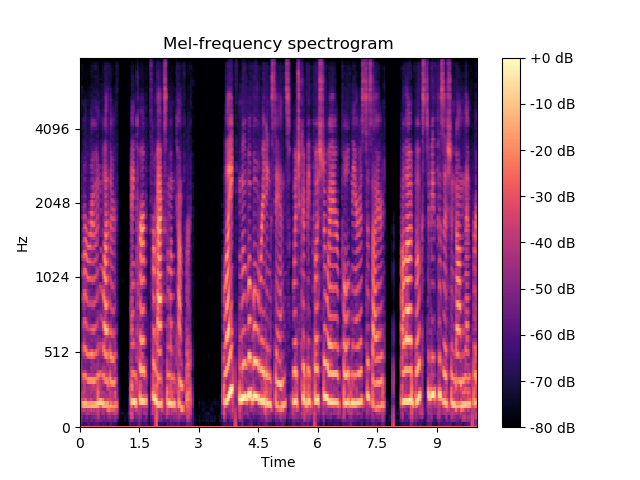 Mel-frequency spectrogram
+0 dB
4096
-10 dB
-20 dB
2048
-30 dB
Hz
1024
-40 dB
-50 dB
512
-60 dB
-70 dB
0
-80 dB
0 1.5 3 4.5 6 7.5 9
Time